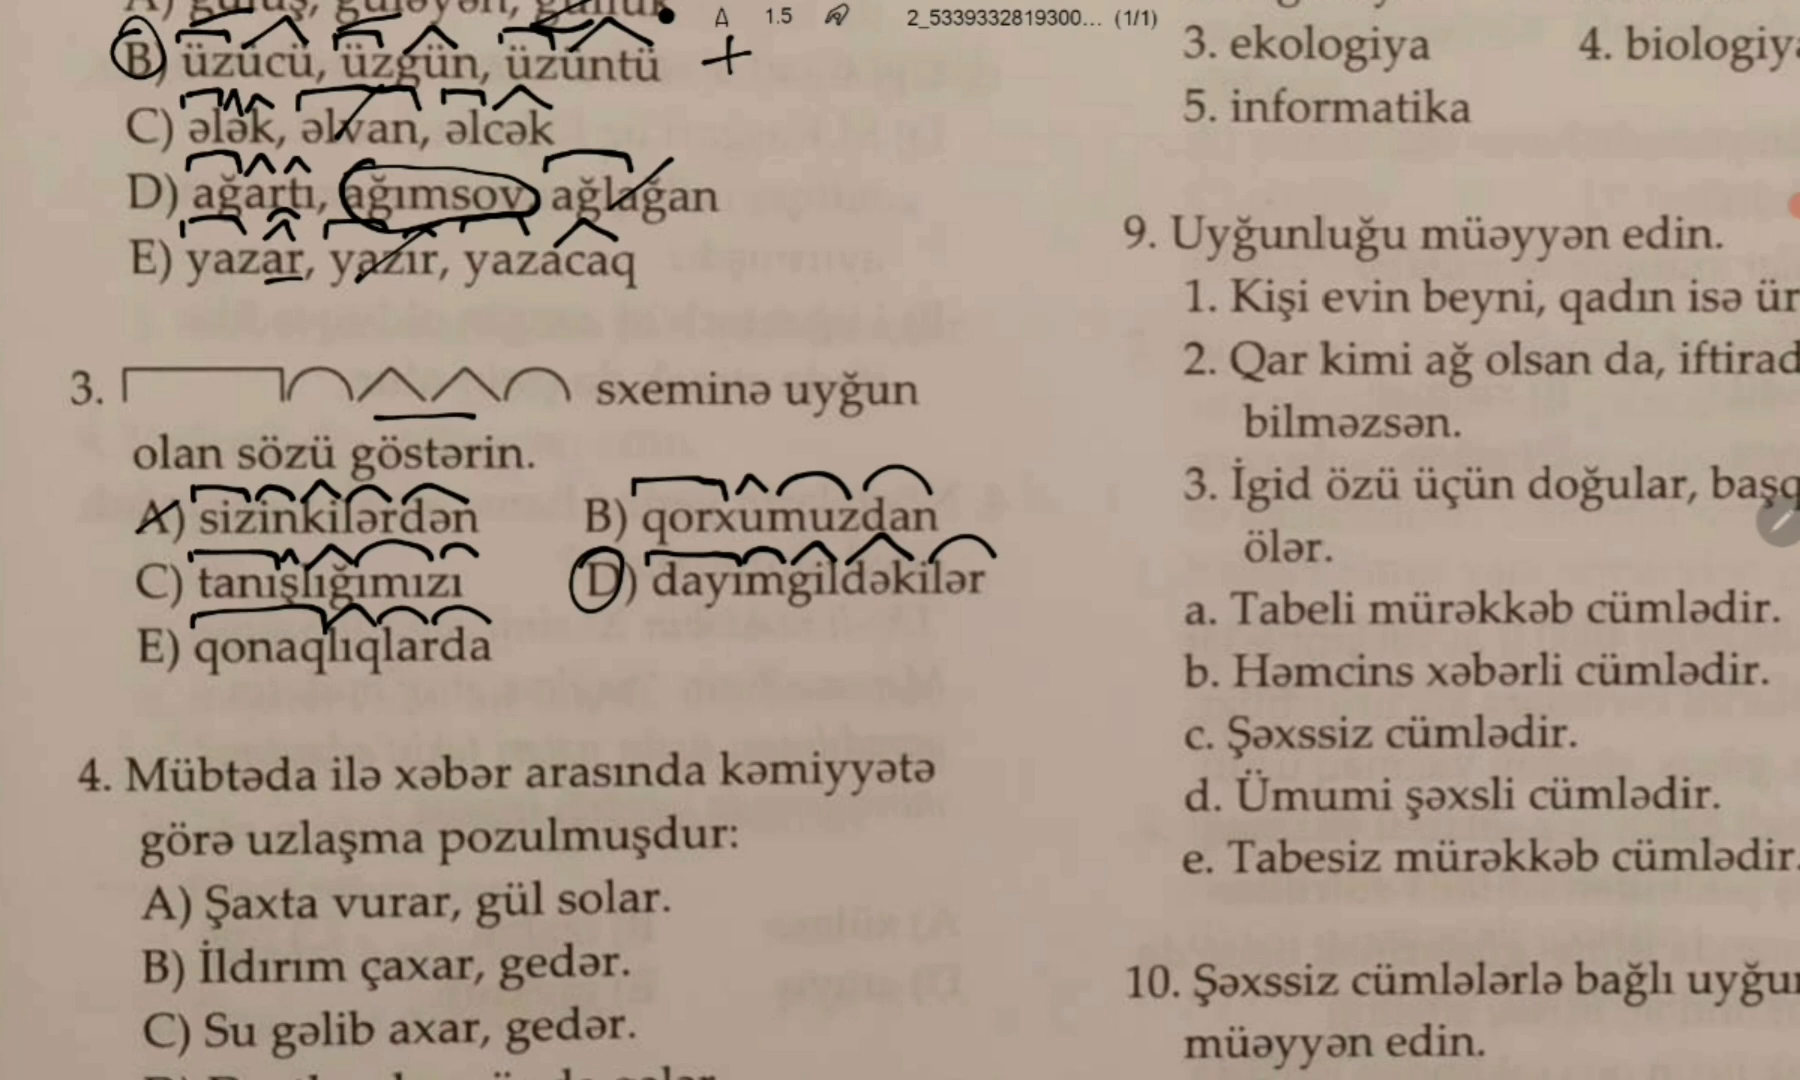 1.5 2_5339332819300... (1/1)
B) üzücü, üzgün, üzüntü +
C) ələk, əlvan, əlcək
D) ağartı, ağımsov, ağlağan
E) yazar, yazır, yazacaq
3. sxeminə uyğun
olan sözü göstərin.
A) sizinkilərdən B) qorxumuzdan
C) tanışlığımızı D) dayımgildəkilər
E) qonaqlıqlarda
4. Mübtəda ilə xəbər arasında kəmiyyətə
görə uzlaşma pozulmuşdur:
A) Şaxta vurar, gül solar.
B) İldırım çaxar, gedər.
C) Su gəlib axar, gedər.
3. ekologiya 4. biologiya
5. informatika
9. Uyğunluğu müəyyən edin.
1. Kişi evin beyni, qadın isə ür
2. Qar kimi ağ olsan da, iftirad
bilməzsən.
3. İgid özü üçün doğular, başq
ölər.
a. Tabeli mürəkkəb cümlədir.
b. Həmcins xəbərli cümlədir.
c. Şəxssiz cümlədir.
d. Ümumi şəxsli cümlədir.
e. Tabesiz mürəkkəb cümlədir.
10. Şəxssiz cümlələrlə bağlı uyğu
müəyyən edin.